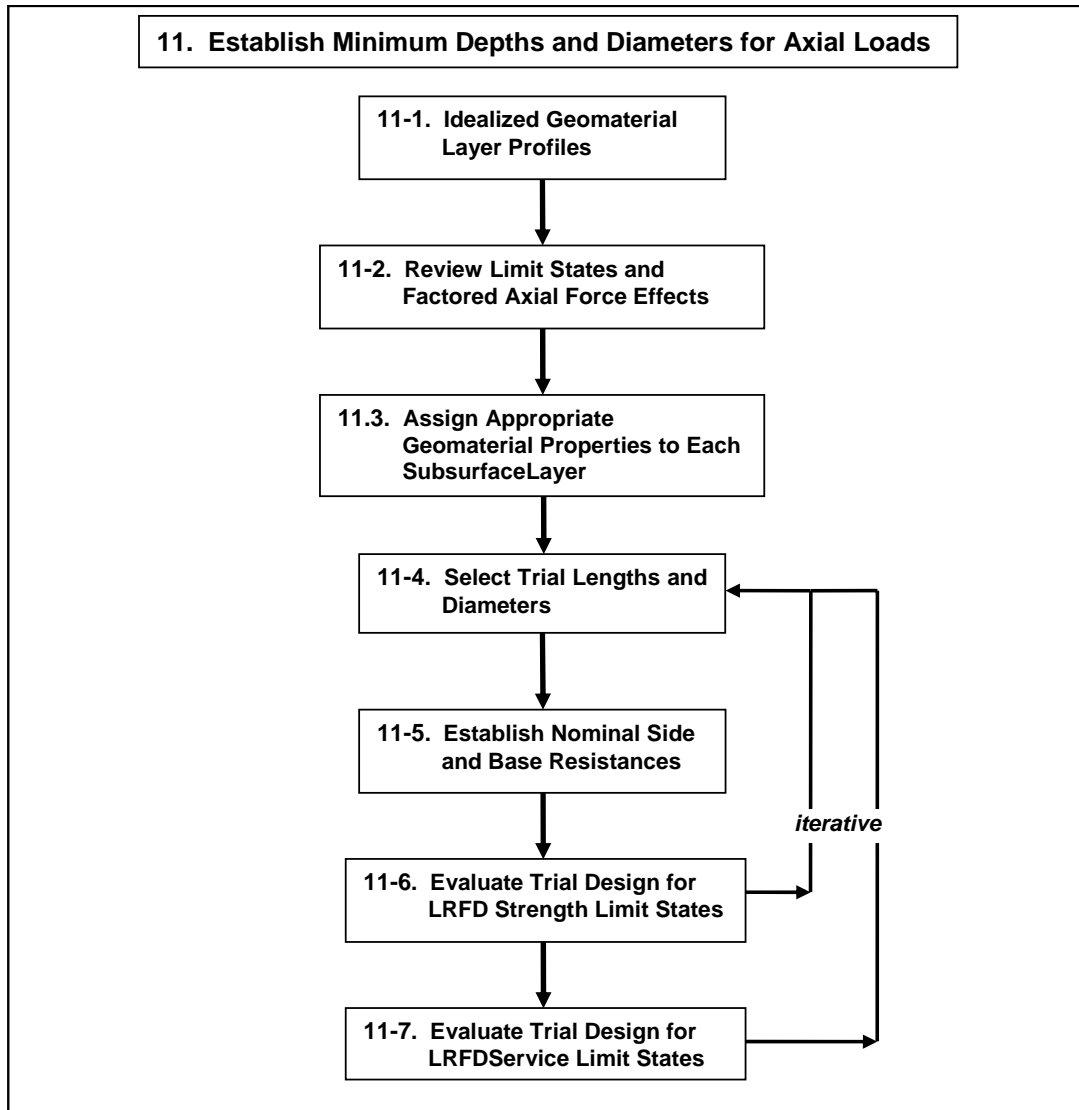 11. Establish Minimum Depths and Diameters for Axial Loads
11-1. Idealized Geomaterial
Layer Profiles
11-2. Review Limit States and
Factored Axial Force Effects
11.3. Assign Appropriate
Geomaterial Properties to Each
SubsurfaceLayer
11-4. Select Trial Lengths and
Diameters
11-5. Establish Nominal Side
and Base Resistances
iterative
11-6. Evaluate Trial Design for
LRFD Strength Limit States
11-7. Evaluate Trial Design for
LRFDService Limit States